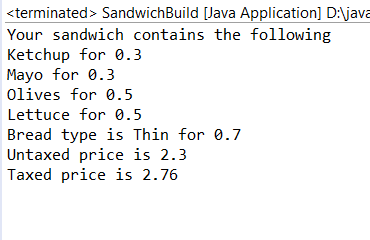 <terminated> SandwichBuild [Java Application] D:\java
Your sandwich contains the following
Ketchup for 0.3
Mayo for 0.3
Olives for 0.5
Lettuce for 0.5
Bread type is Thin for 0.7
Untaxed price is 2.3
Taxed price is 2.76